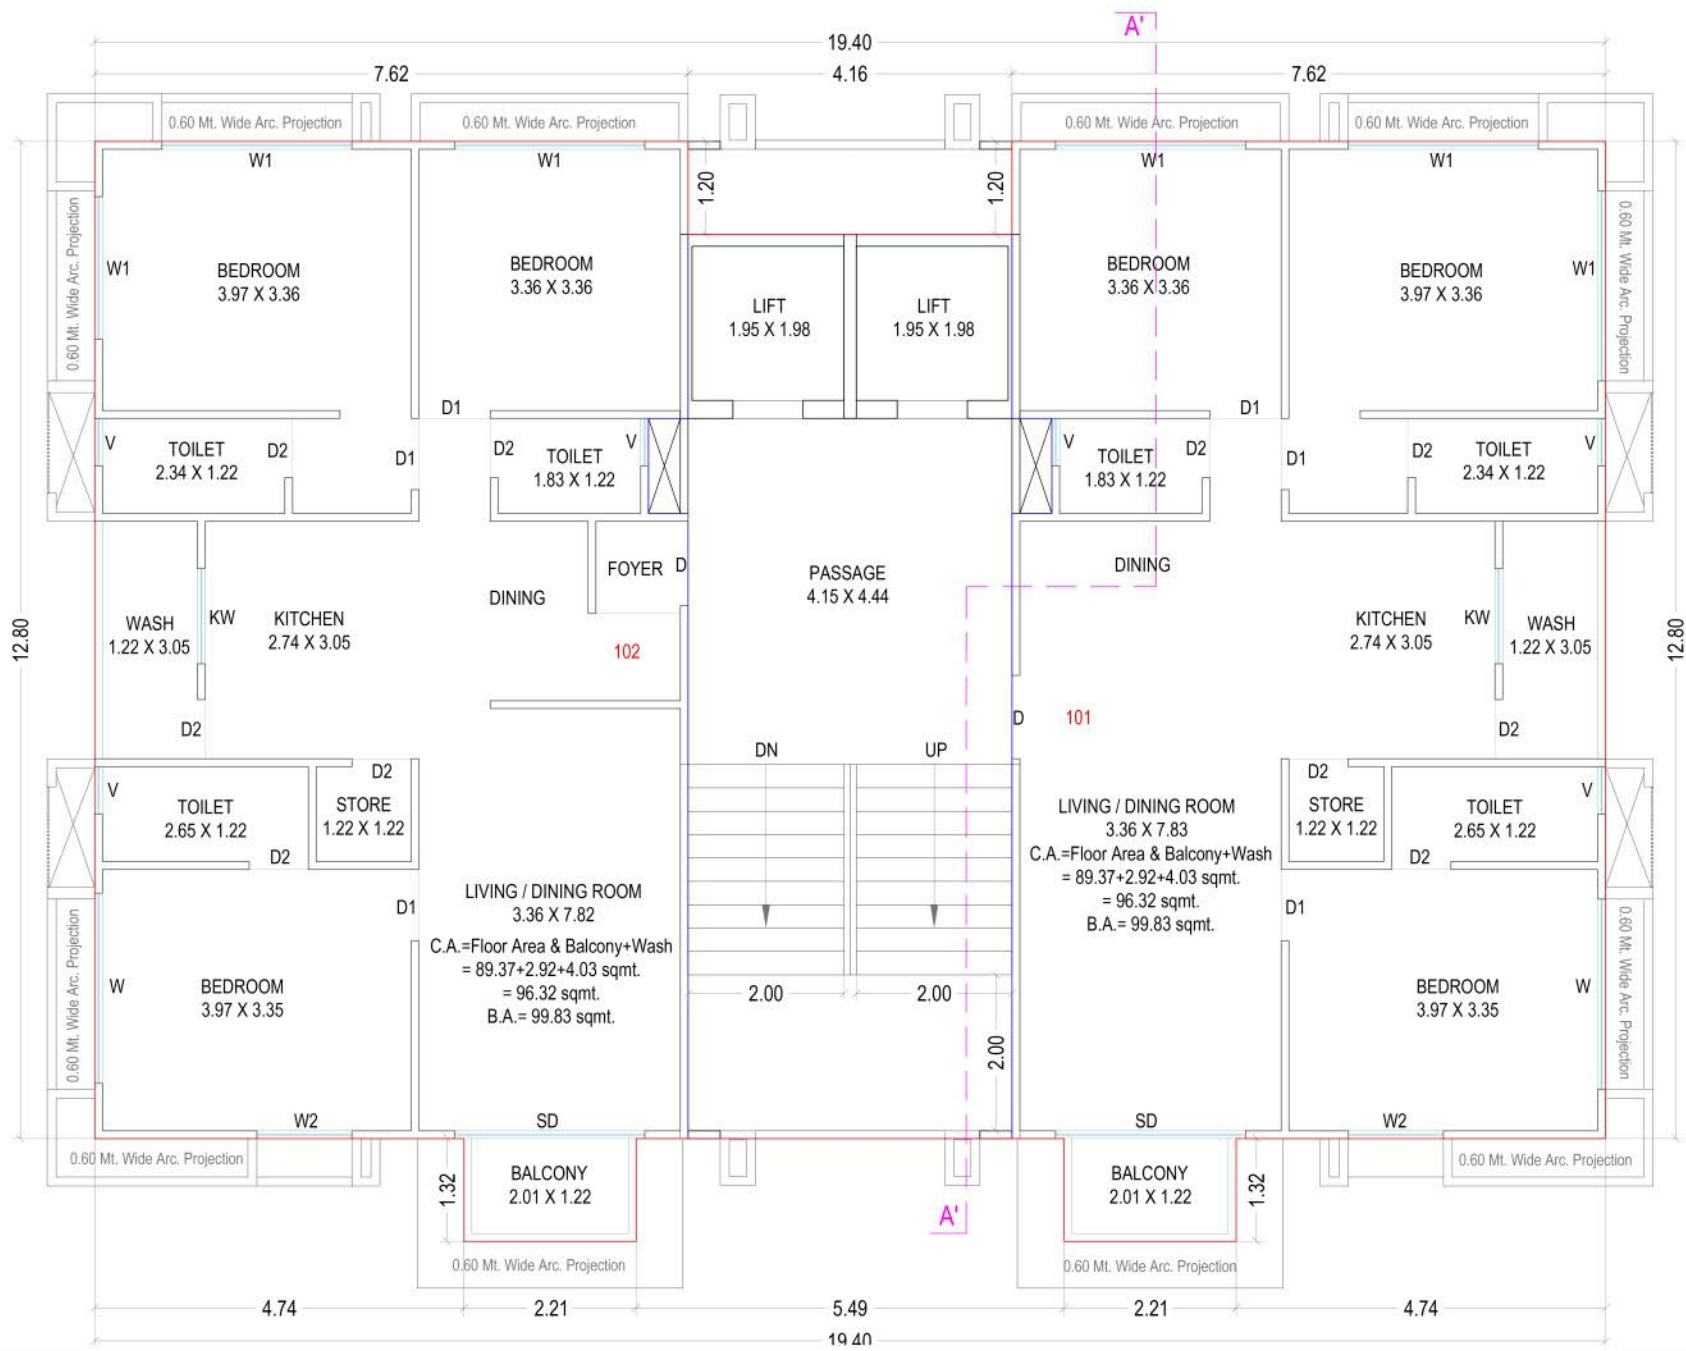 A'
19.40
7.62
4.16
7.62
0.60 Mt. Wide Arc. Projection
0.60 Mt. Wide Arc. Projection
0.60 Mt. Wide Arc. Projection
0.60 Mt. Wide Arc. Projection
W1
W1
W1
W1
1.20
1.20
0.60 Mt. Wide Arc. Projection
W1
BEDROOM
3.97 X 3.36
BEDROOM
3.36 X 3.36
LIFT
1.95 X 1.98
LIFT
1.95 X 1.98
BEDROOM
3.36 X 3.36
BEDROOM
3.97 X 3.36
W1
0.60 Mt. Wide Arc. Projection
D1
D1
V
TOILET
2.34 X 1.22
D2
D1
D2
TOILET
1.83 X 1.22
V
V
TOILET
1.83 X 1.22
D2
D1
D2
TOILET
2.34 X 1.22
V
12.80
WASH
1.22 X 3.05
KW
KITCHEN
2.74 X 3.05
DINING
FOYER
D
102
PASSAGE
4.15 X 4.44
DINING
KITCHEN
2.74 X 3.05
KW
WASH
1.22 X 3.05
12.80
D2
DN
UP
D
101
D2
V
TOILET
2.65 X 1.22
D2
STORE
1.22 X 1.22
D2
LIVING / DINING ROOM
3.36 X 7.83
C.A.=Floor Area & Balcony+Wash
= 89.37+2.92+4.03 sqmt.
= 96.32 sqmt.
B.A.= 99.83 sqmt.
D2
STORE
1.22 X 1.22
TOILET
2.65 X 1.22
V
D2
D1
LIVING / DINING ROOM
3.36 X 7.82
C.A.=Floor Area & Balcony+Wash
= 89.37+2.92+4.03 sqmt.
= 96.32 sqmt.
B.A.= 99.83 sqmt.
D1
0.60 Mt. Wide Arc. Projection
W
BEDROOM
3.97 X 3.35
2.00
2.00
2.00
BEDROOM
3.97 X 3.35
W
0.60 Mt. Wide Arc. Projection
W2
SD
SD
W2
0.60 Mt. Wide Arc. Projection
1.32
BALCONY
2.01 X 1.22
A'
BALCONY
2.01 X 1.22
1.32
0.60 Mt. Wide Arc. Projection
0.60 Mt. Wide Arc. Projection
0.60 Mt. Wide Arc. Projection
4.74
2.21
5.49
2.21
4.74
19.40